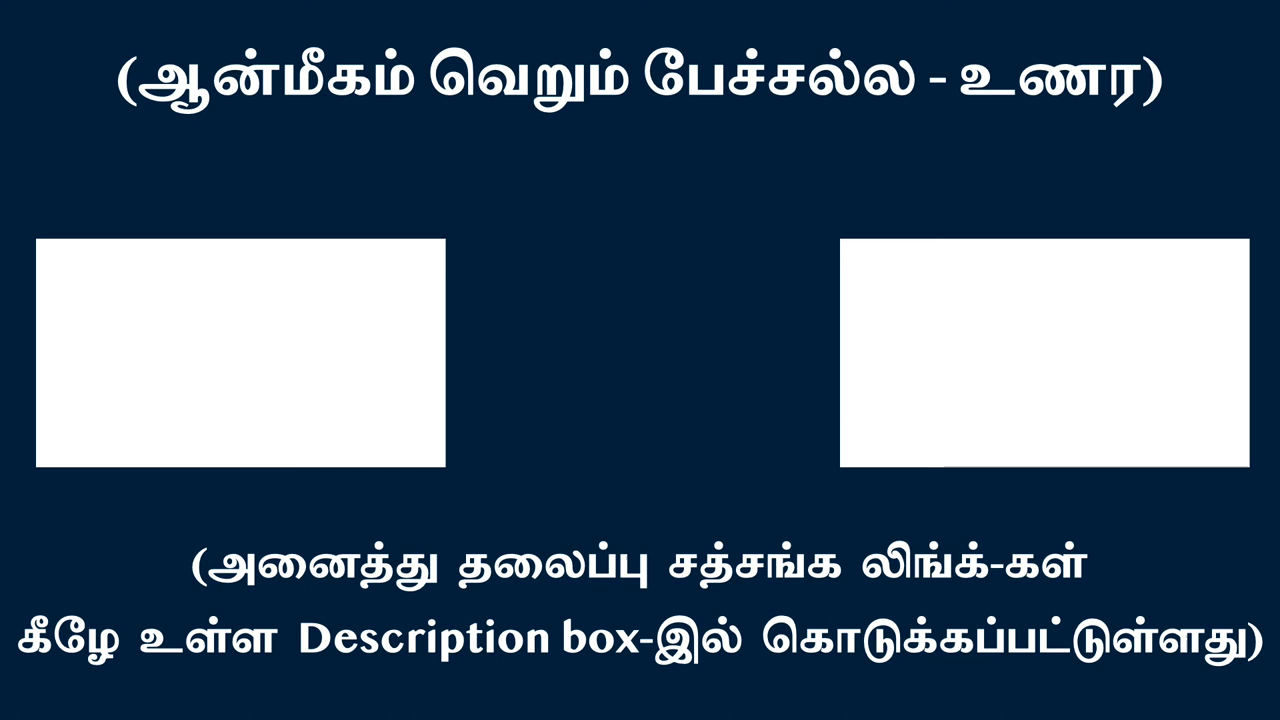 (ஆன்மீகம் வெறும் பேச்சல்ல - உணர)
(அனைத்து தலைப்பு சத்சங்க லிங்க்-கள்
கீழே உள்ள Description box-இல் கொடுக்கப்பட்டுள்ளது)